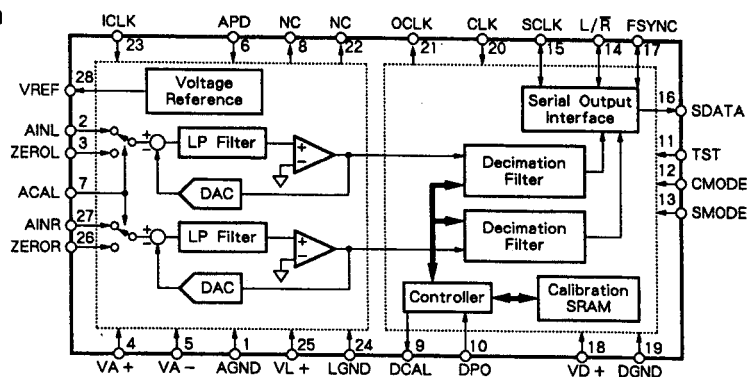 ICLK APD NC NC OCLK CLK SCLK L/R̅ FSYNC
23 6 8 22 21 20 15 14 17
28
VREF
Voltage
Reference
Serial Output
Interface
16
SDATA
AINL 2
ZEROL 3
+
−
LP Filter
+
−
DAC
Decimation
Filter
11
TST
12
CMODE
13
SMODE
ACAL 7
AINR 27
ZEROR 26
+
−
LP Filter
+
−
DAC
Decimation
Filter
Controller
Calibration
SRAM
4 5 1 25 24 9 10 18 19
VA+ VA- AGND VL+ LGND DCAL DPO VD+ DGND